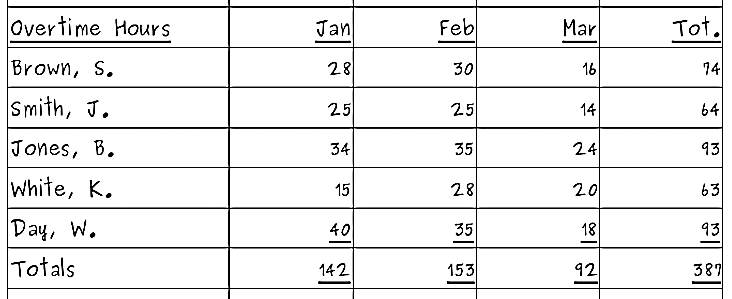 Overtime Hours Jan Feb Mar Tot.
Brown, S. 28 30 16 74
Smith, J. 25 25 14 64
Jones, B. 34 35 24 93
White, K. 15 28 20 63
Day, W. 40 35 18 93
Totals 142 153 92 387